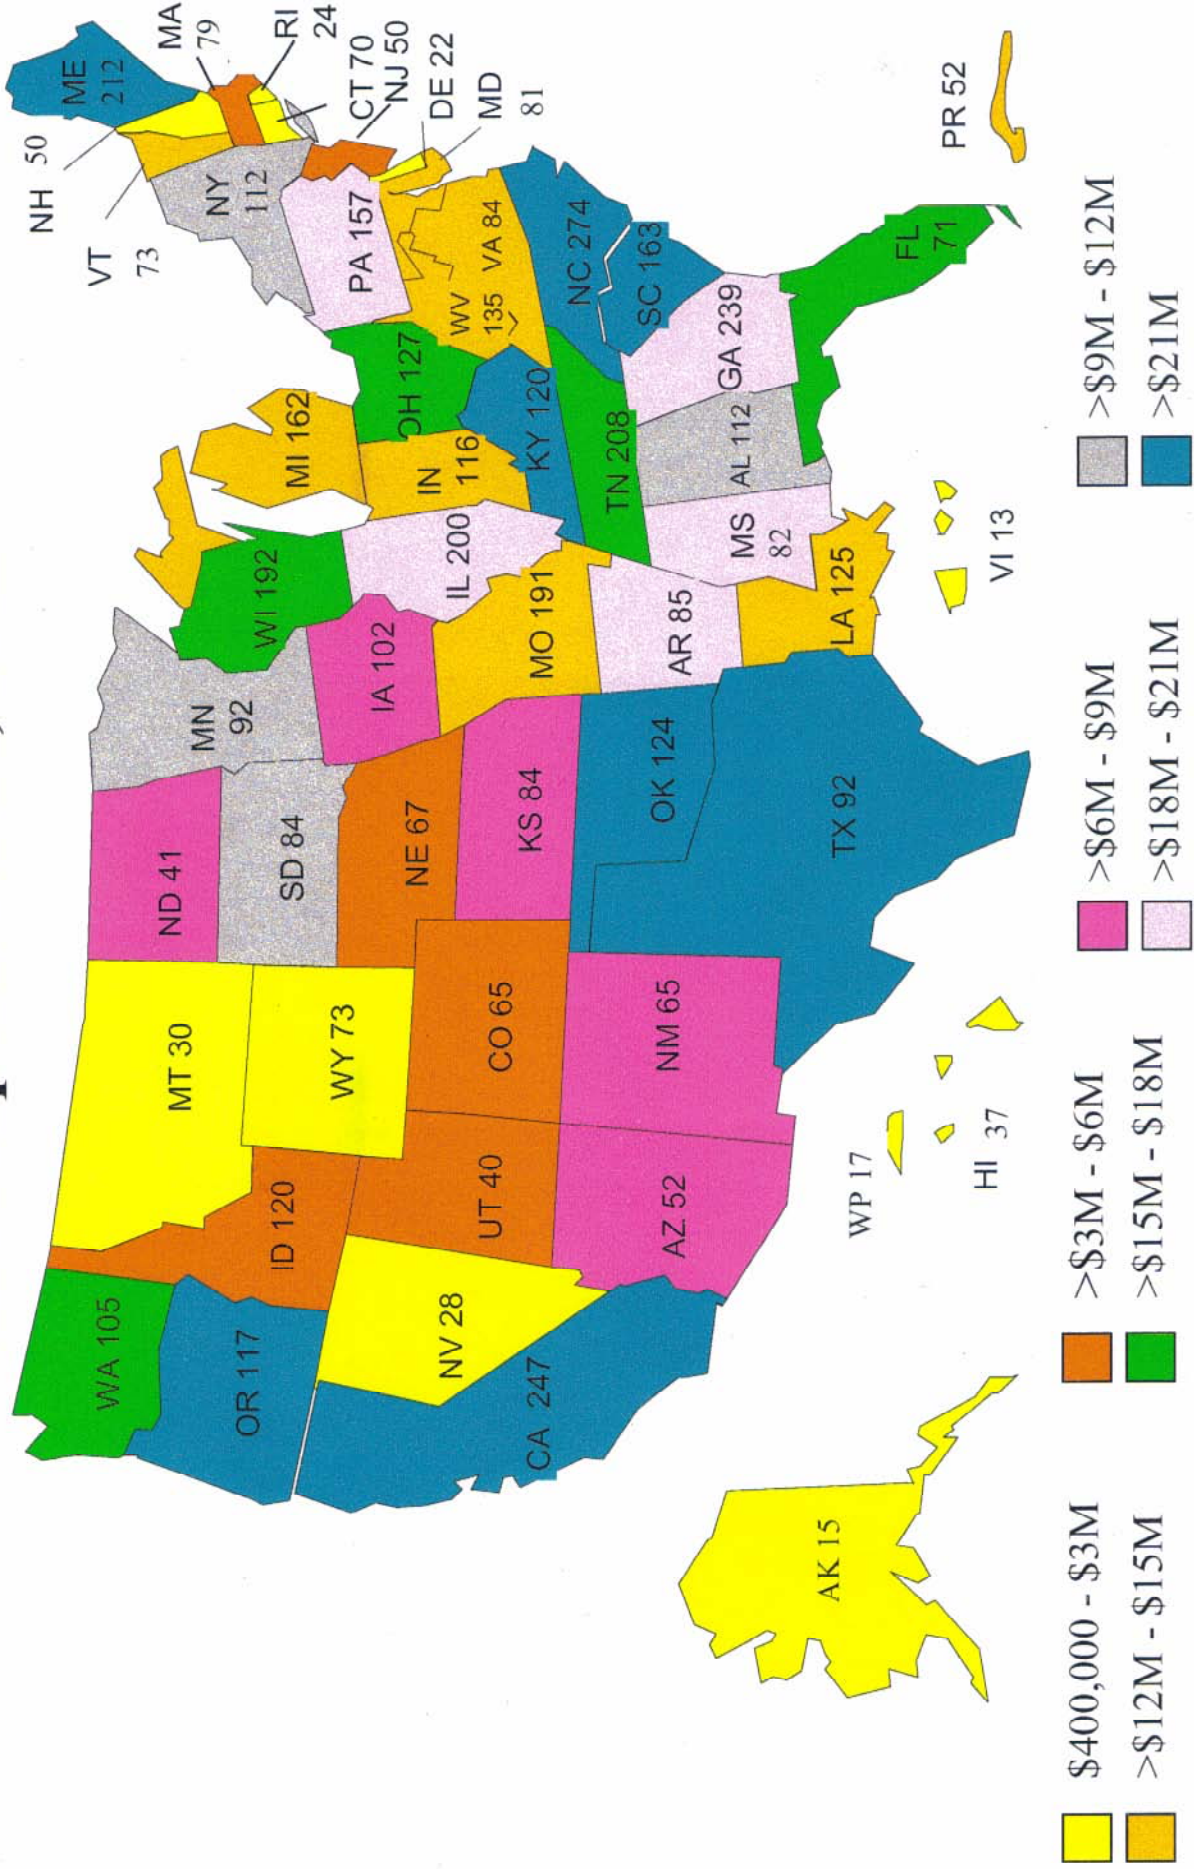 WA 105
OR 117
CA 247
ID 120
NV 28
MT 30
WY 73
UT 40
CO 65
AZ 52
NM 65
ND 41
SD 84
NE 67
KS 84
OK 124
TX 92
MN
92
IA 102
MO 191
AR 85
LA 125
WI 192
IL 200
MS
82
MI 162
IN
116
OH 127
KY 120
TN 208
AL 112
GA 239
FL
71
SC 163
NC 274
WV
135
VA 84
PA 157
NY
112
VT
73
NH 50
ME
212
MA
79
RI
24
CT 70
NJ 50
DE 22
MD
81
AK 15
WP 17
HI
37
VI 13
PR 52
$400,000 - $3M
>$3M - $6M
>$6M - $9M
>$9M - $12M
>$12M - $15M
>$15M - $18M
>$18M - $21M
>$21M